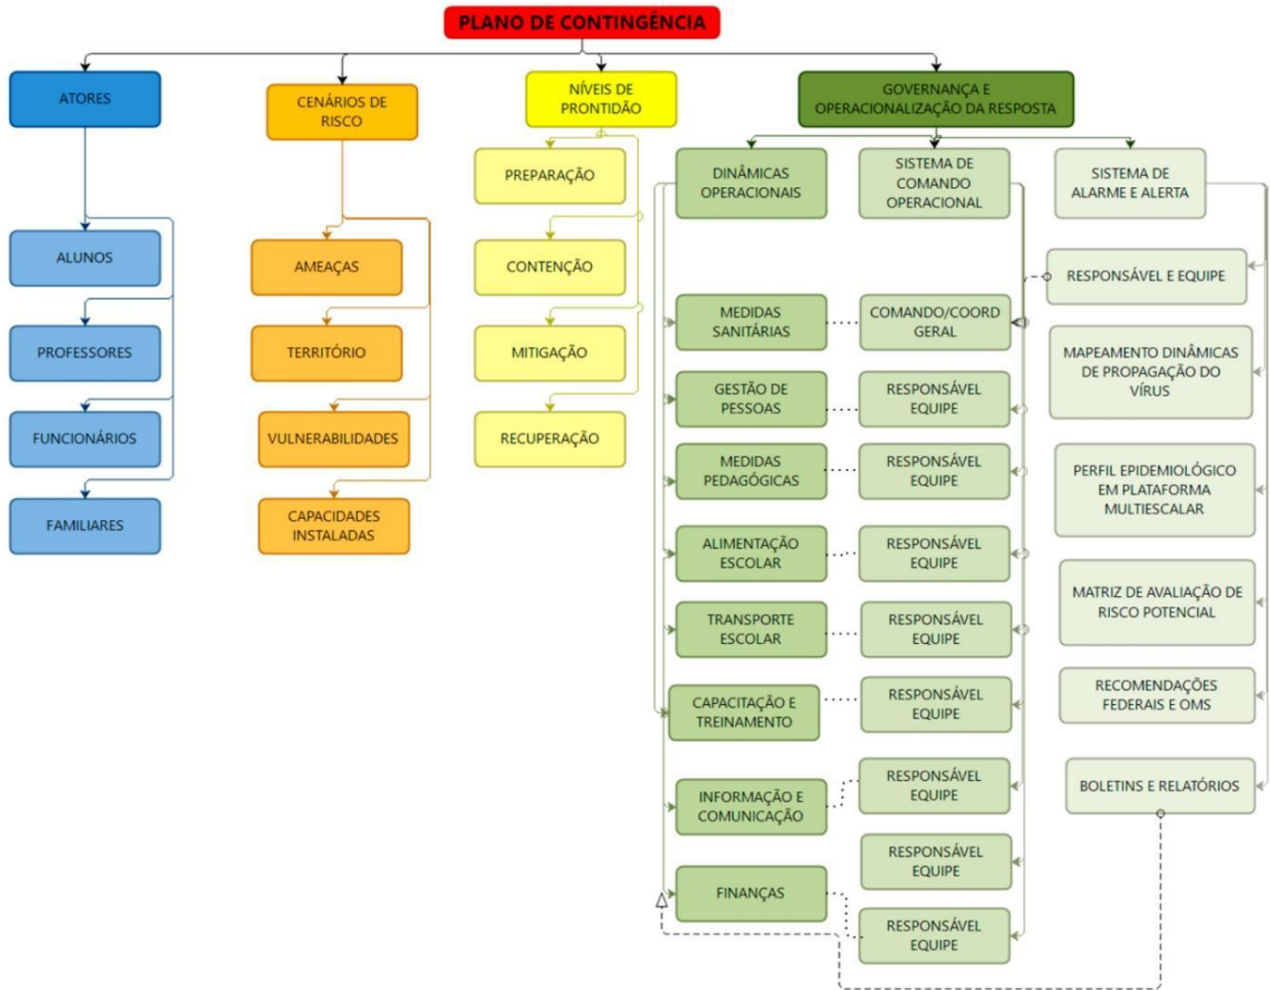 PLANO DE CONTINGÊNCIA
ATORES
ALUNOS
PROFESSORES
FUNCIONÁRIOS
FAMILIARES
CENÁRIOS DE
RISCO
AMEAÇAS
TERRITÓRIO
VULNERABILIDADES
CAPACIDADES
INSTALADAS
NÍVEIS DE
PRONTIDÃO
PREPARAÇÃO
CONTENÇÃO
MITIGAÇÃO
RECUPERAÇÃO
GOVERNANÇA E
OPERACIONALIZAÇÃO DA RESPOSTA
DINÂMICAS
OPERACIONAIS
MEDIDAS
SANITÁRIAS
GESTÃO DE
PESSOAS
MEDIDAS
PEDAGÓGICAS
ALIMENTAÇÃO
ESCOLAR
TRANSPORTE
ESCOLAR
CAPACITAÇÃO E
TREINAMENTO
INFORMAÇÃO E
COMUNICAÇÃO
FINANÇAS
SISTEMA DE
COMANDO
OPERACIONAL
COMANDO/COORD
GERAL
RESPONSÁVEL
EQUIPE
RESPONSÁVEL
EQUIPE
RESPONSÁVEL
EQUIPE
RESPONSÁVEL
EQUIPE
RESPONSÁVEL
EQUIPE
RESPONSÁVEL
EQUIPE
RESPONSÁVEL
EQUIPE
RESPONSÁVEL
EQUIPE
SISTEMA DE
ALARME E ALERTA
RESPONSÁVEL E EQUIPE
MAPEAMENTO DINÂMICAS
DE PROPAGAÇÃO DO
VÍRUS
PERFIL EPIDEMIOLÓGICO
EM PLATAFORMA
MULTIESCALAR
MATRIZ DE AVALIAÇÃO DE
RISCO POTENCIAL
RECOMENDAÇÕES
FEDERAIS E OMS
BOLETINS E RELATÓRIOS